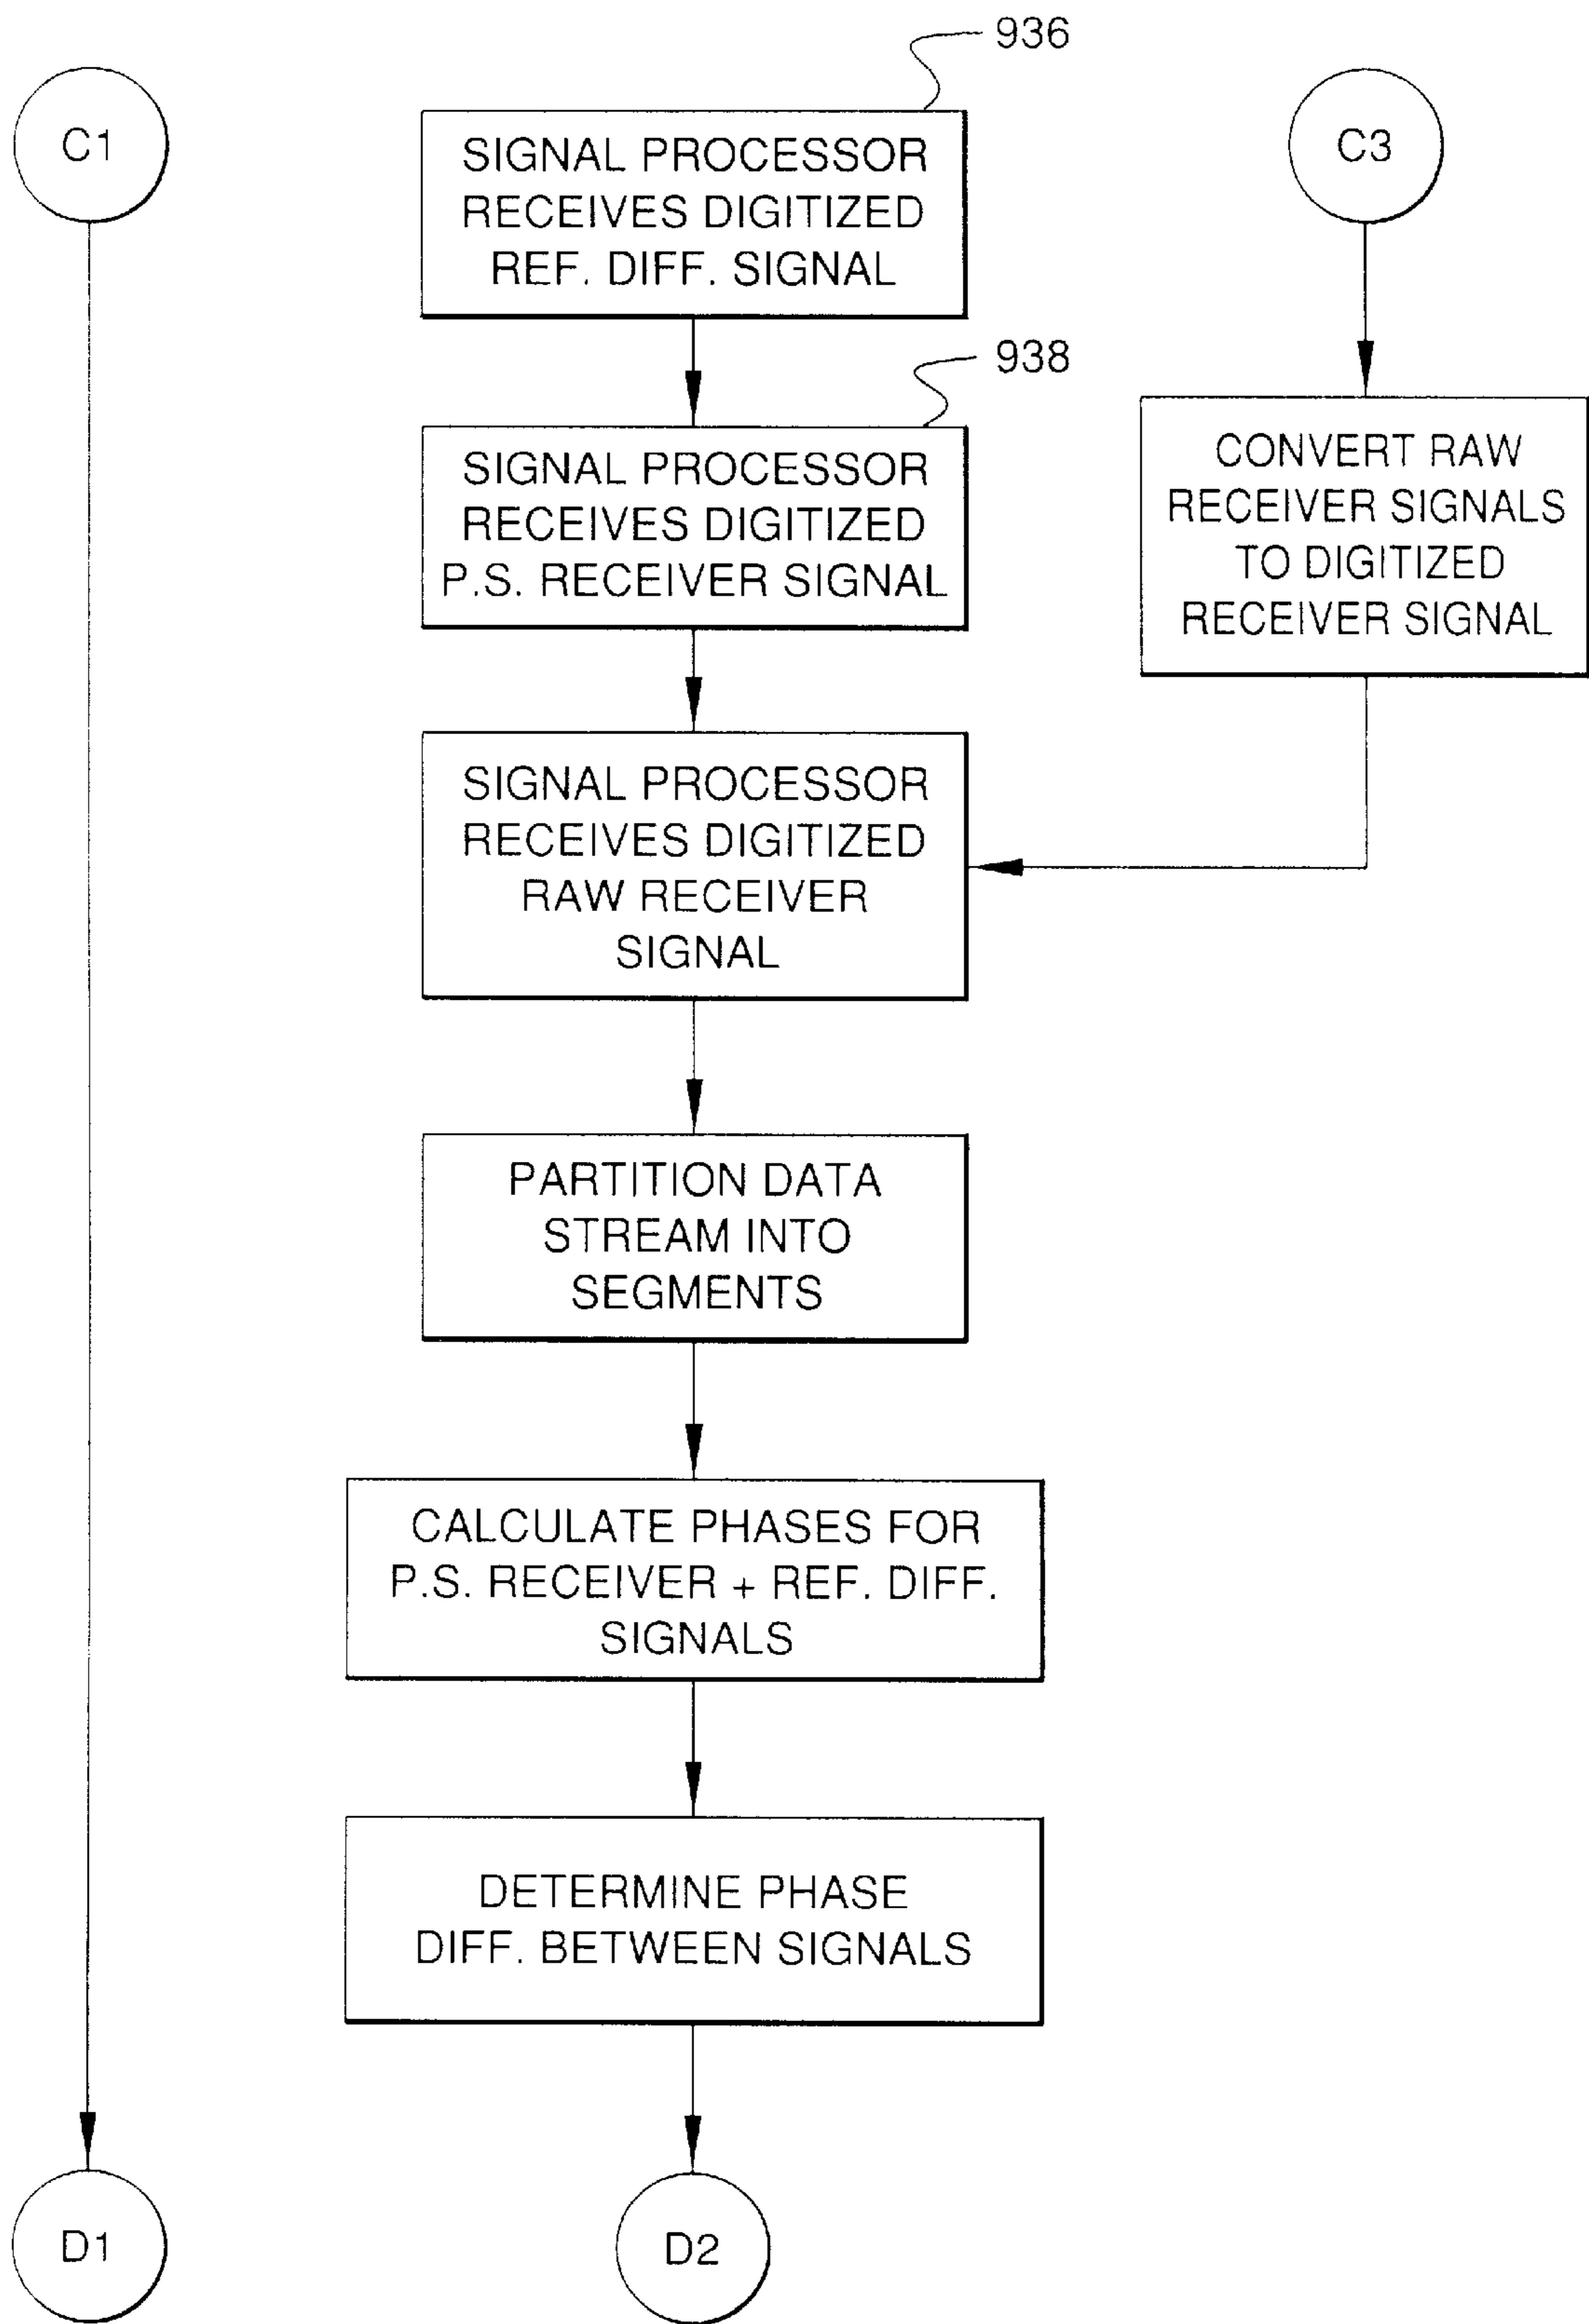 936
C1
SIGNAL PROCESSOR
RECEIVES DIGITIZED
REF. DIFF. SIGNAL
C3
938
SIGNAL PROCESSOR
RECEIVES DIGITIZED
P.S. RECEIVER SIGNAL
CONVERT RAW
RECEIVER SIGNALS
TO DIGITIZED
RECEIVER SIGNAL
SIGNAL PROCESSOR
RECEIVES DIGITIZED
RAW RECEIVER
SIGNAL
PARTITION DATA
STREAM INTO
SEGMENTS
CALCULATE PHASES FOR
P.S. RECEIVER + REF. DIFF.
SIGNALS
DETERMINE PHASE
DIFF. BETWEEN SIGNALS
D1
D2